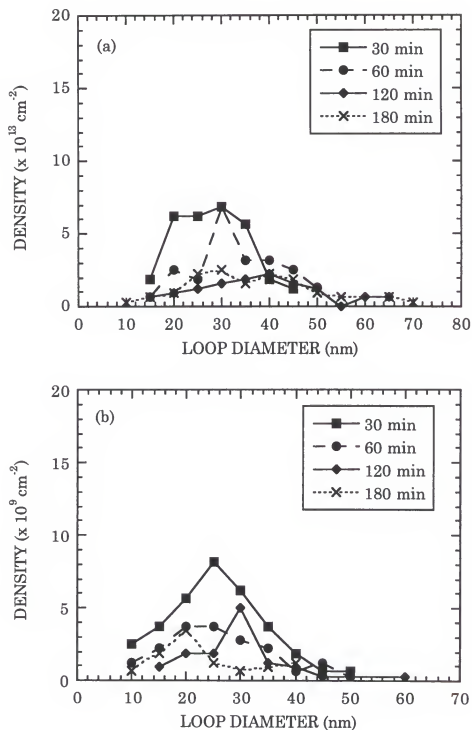 (a)
30 min
60 min
120 min
180 min
DENSITY (x 10^13 cm^-2)
20
15
10
5
0
0 10 20 30 40 50 60 70 80
LOOP DIAMETER (nm)
(b)
30 min
60 min
120 min
180 min
DENSITY (x 10^9 cm^-2)
20
15
10
5
0
0 10 20 30 40 50 60 70 80
LOOP DIAMETER (nm)